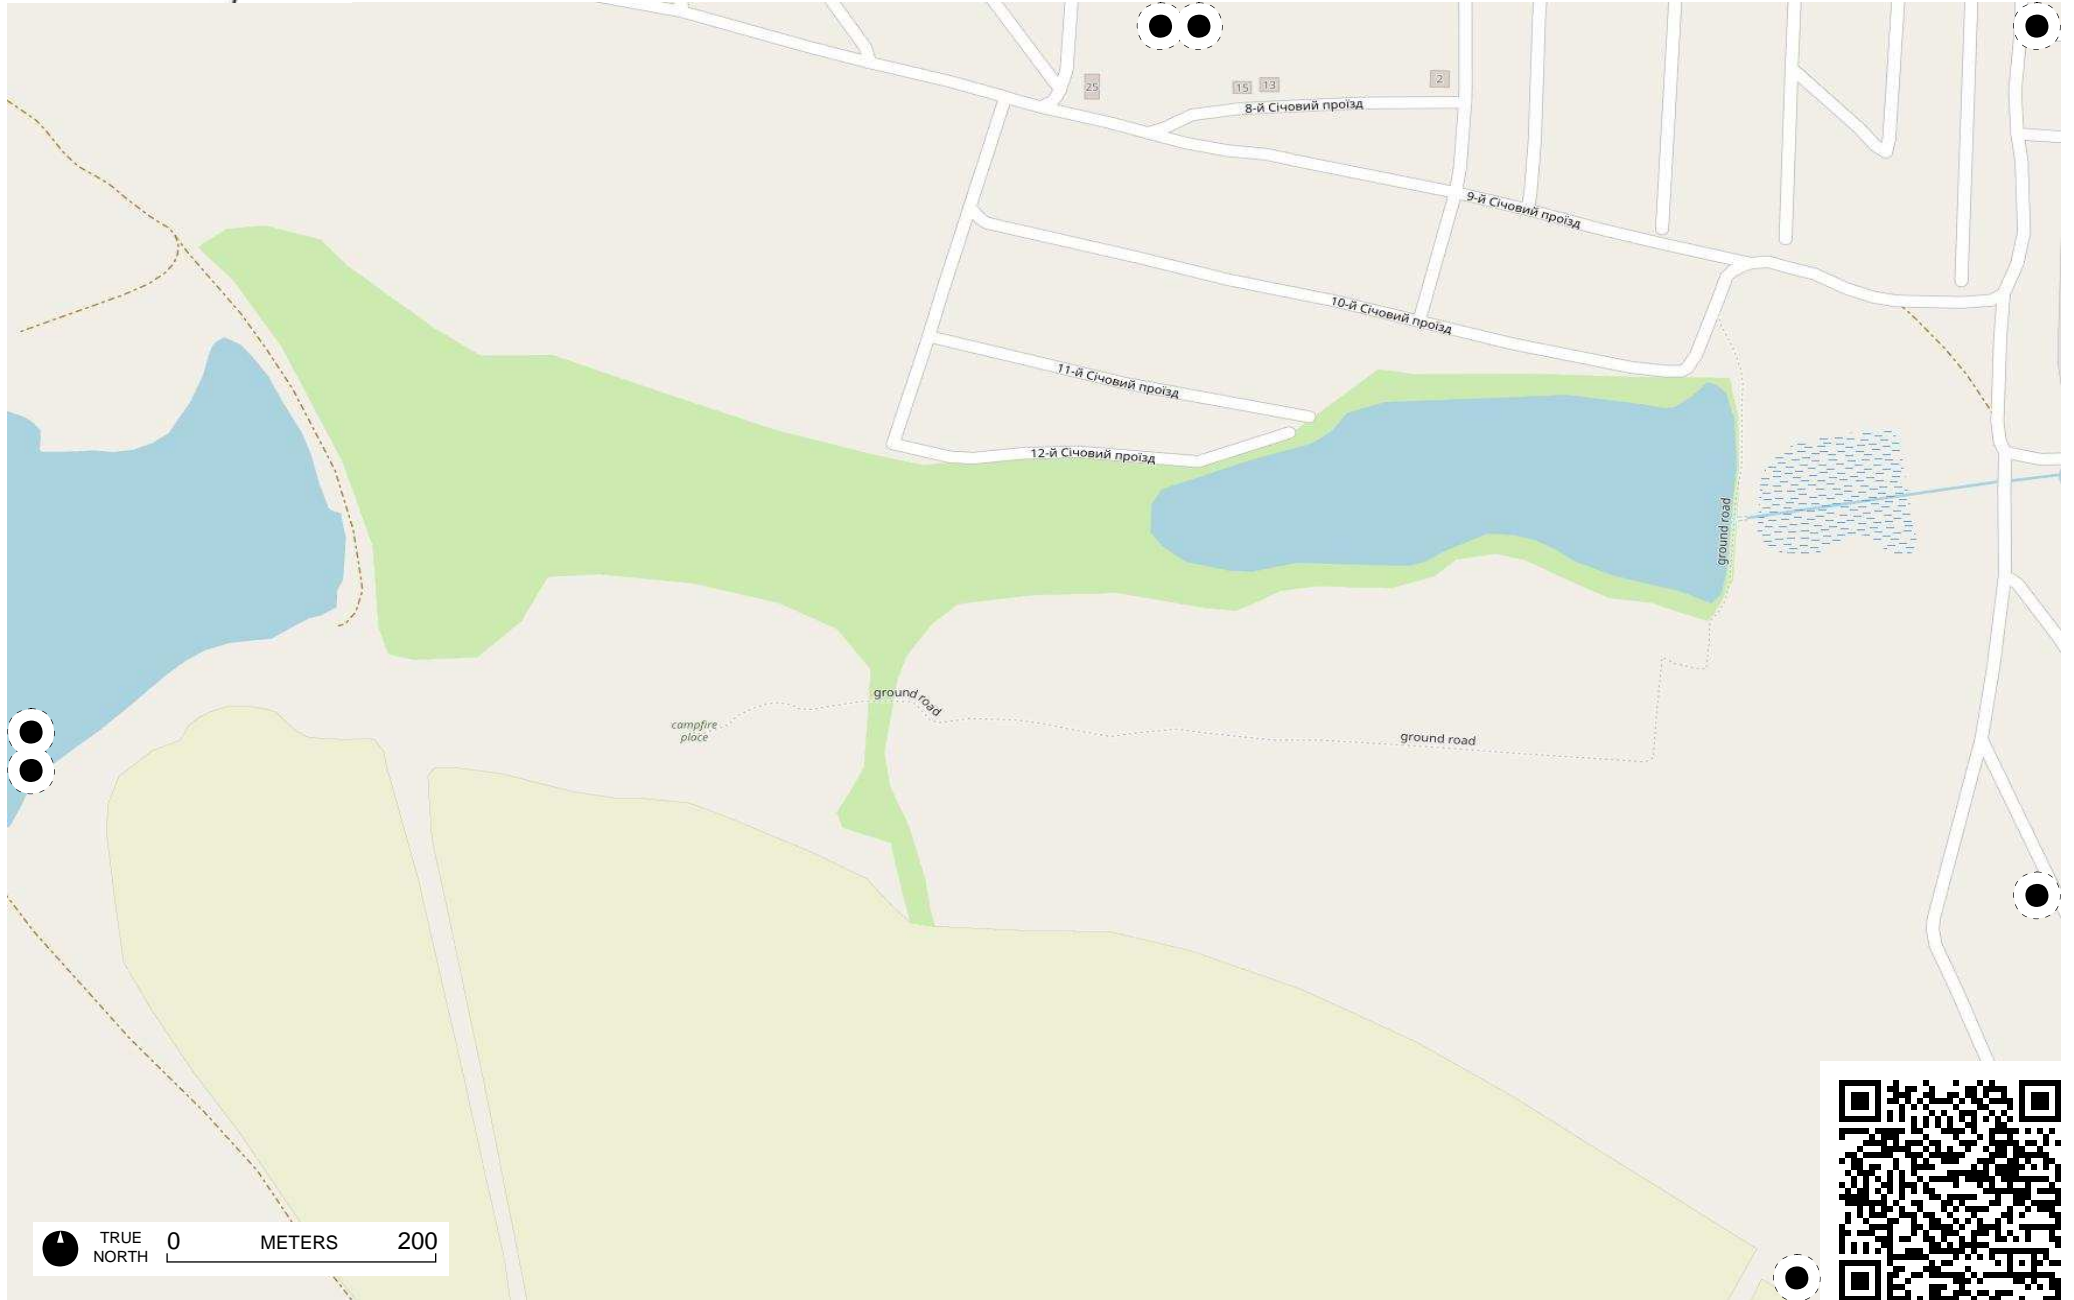 25
15
13
2
8-й Січовий проїзд
9-й Січовий проїзд
10-й Січовий проїзд
11-й Січовий проїзд
12-й Січовий проїзд
ground road
ground road
campfire
place
ground road
TRUE
NORTH
0
METERS
200